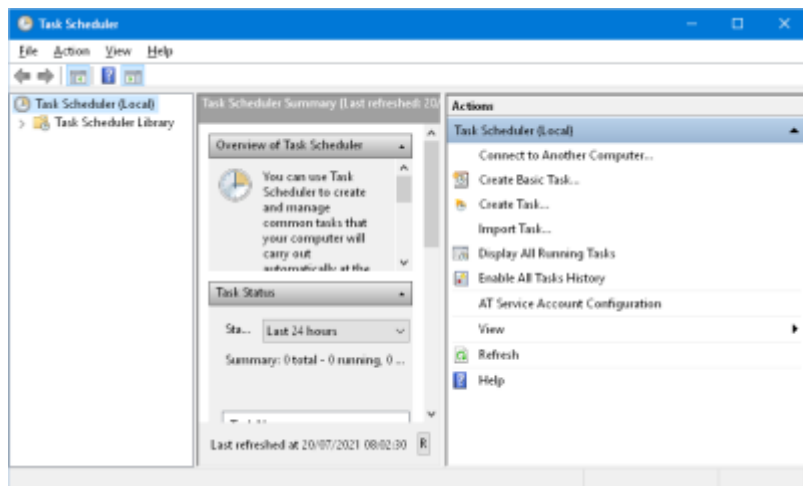 Task Scheduler
File Action View Help
Task Scheduler (Local)
Task Scheduler Library
Task Scheduler Summary (Last refreshed: 20/
Overview of Task Scheduler
You can use Task
Scheduler to create
and manage
common tasks that
your computer will
carry out
automatically at the
Task Status
Sta... Last 24 hours
Summary: 0 total - 0 running, 0 ...
Last refreshed at 20/07/2021 08:02:30 R
Actions
Task Scheduler (Local)
Connect to Another Computer...
Create Basic Task...
Create Task...
Import Task...
Display All Running Tasks
Enable All Tasks History
AT Service Account Configuration
View
Refresh
Help